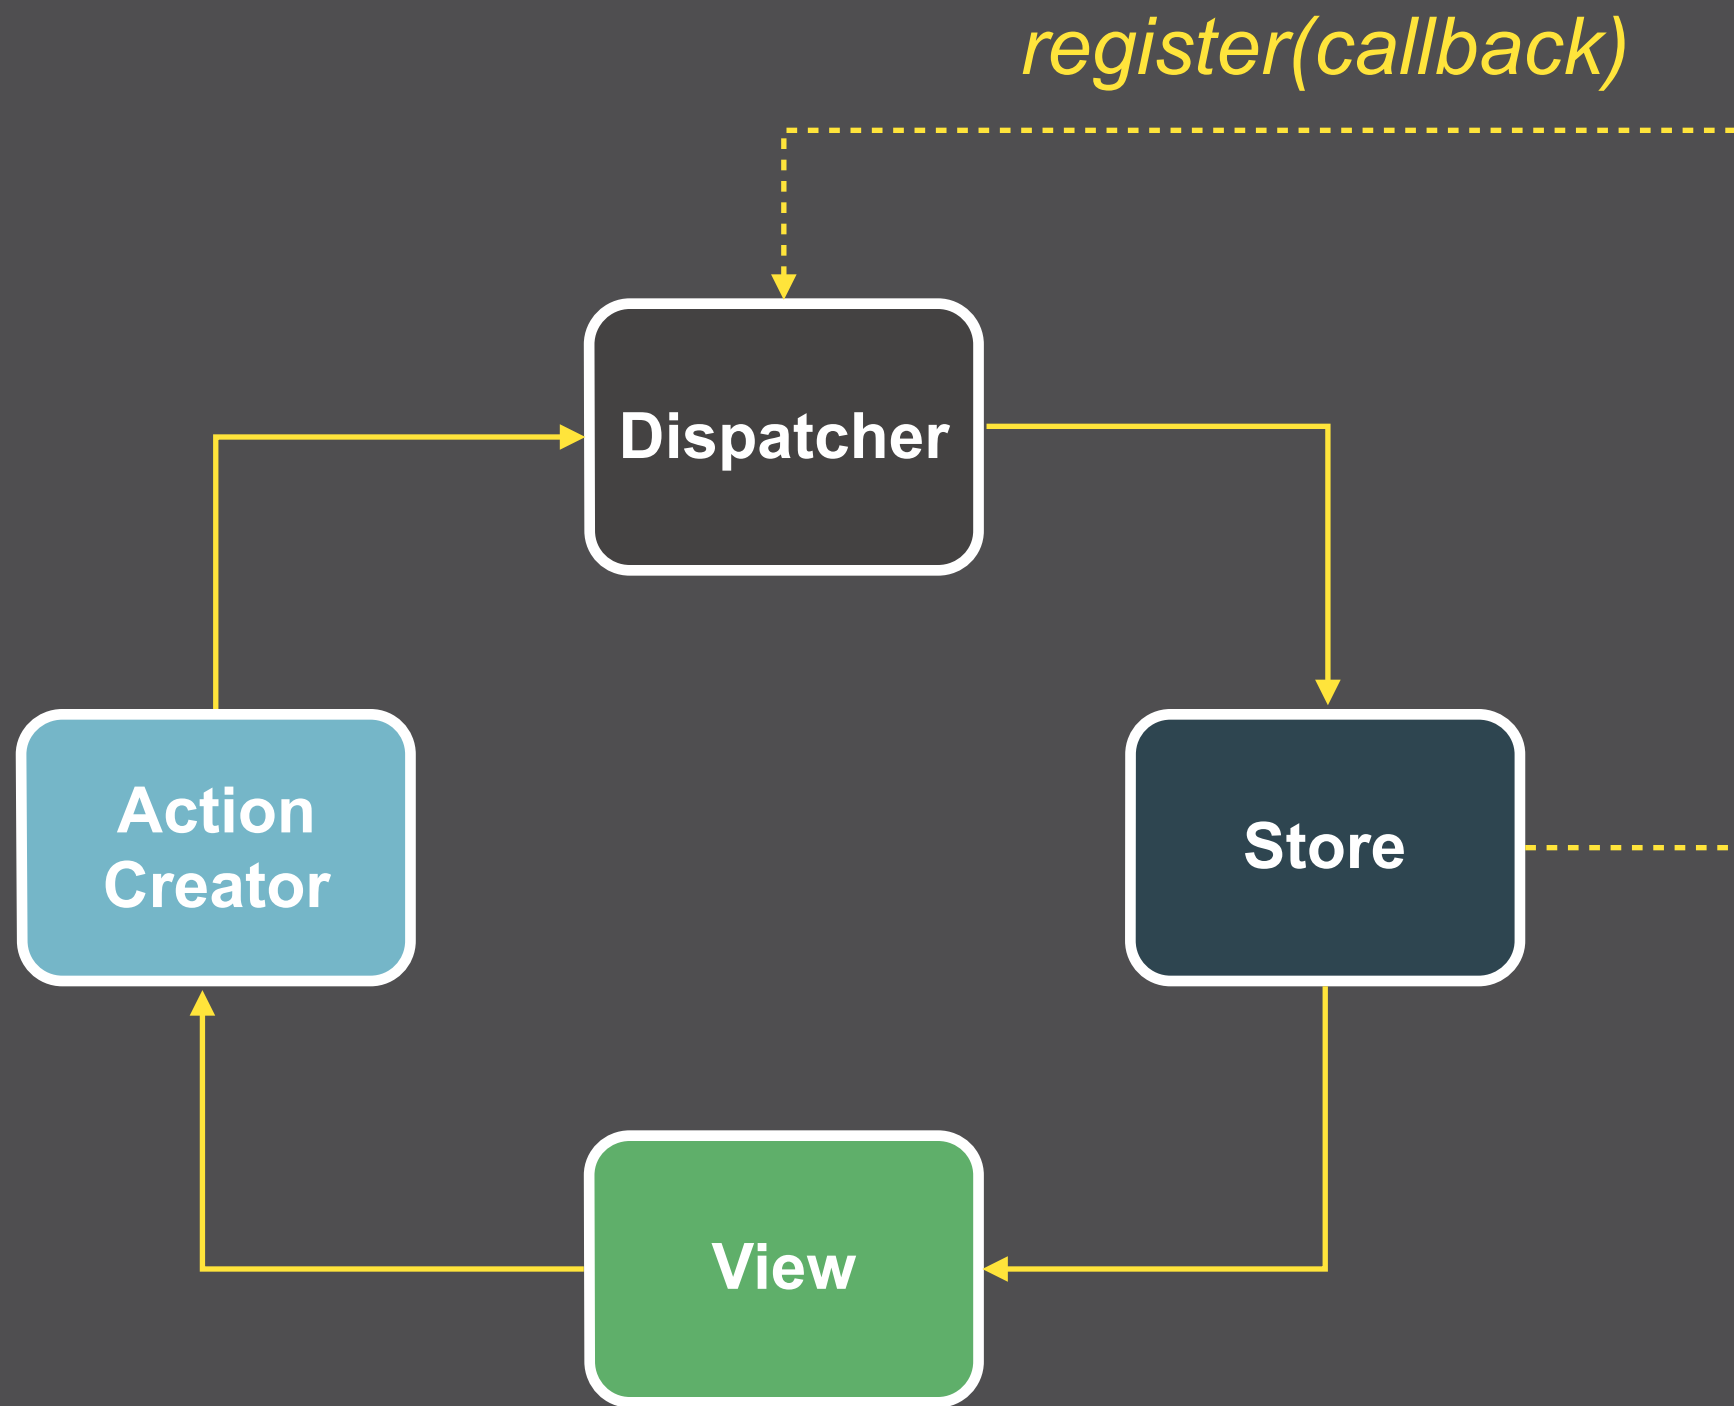 register(callback)
Dispatcher
Action
Creator
Store
View